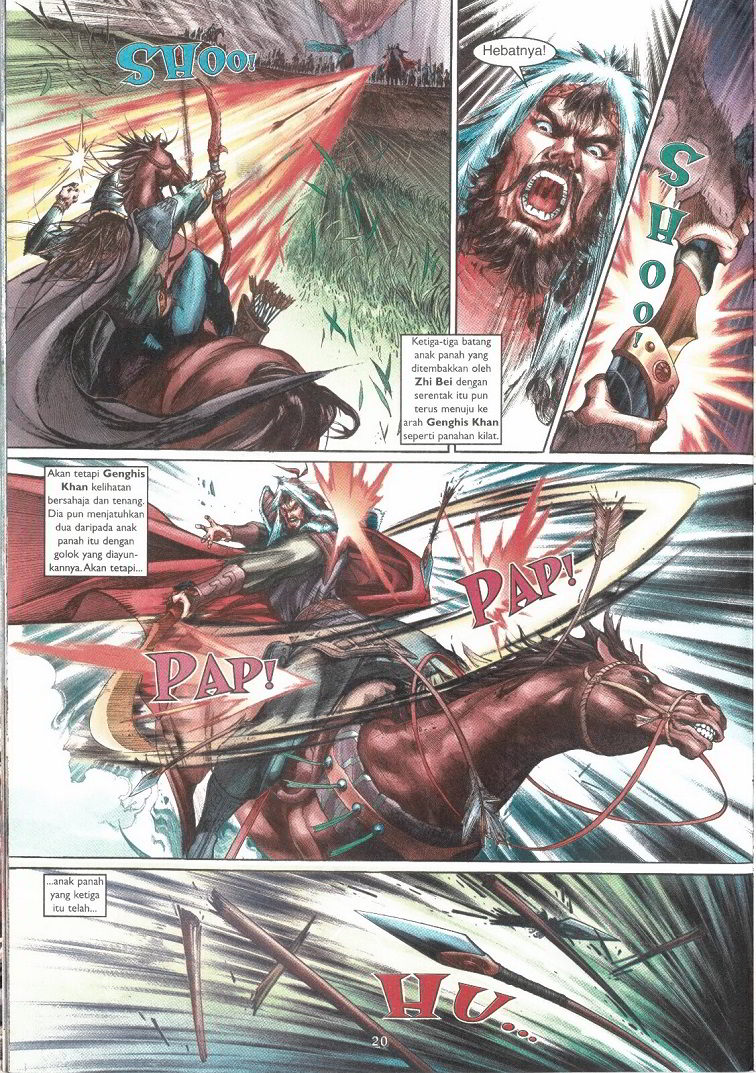 SHOO!
Hebatnya!
SHOO!
Ketiga-tiga batang
anak panah yang
ditembakkan oleh
Zhi Bei dengan
serentak itu pun
terus menuju ke
arah Genghis Khan
seperti panahan kilat.
Akan tetapi Genghis
Khan kelihatan
bersahaja dan tenang.
Dia pun menjatuhkan
dua daripada anak
panah itu dengan
golok yang diayun-
kannya. Akan tetapi...
PAP!
PAP!
...anak panah
yang ketiga
itu telah...
HU...
20